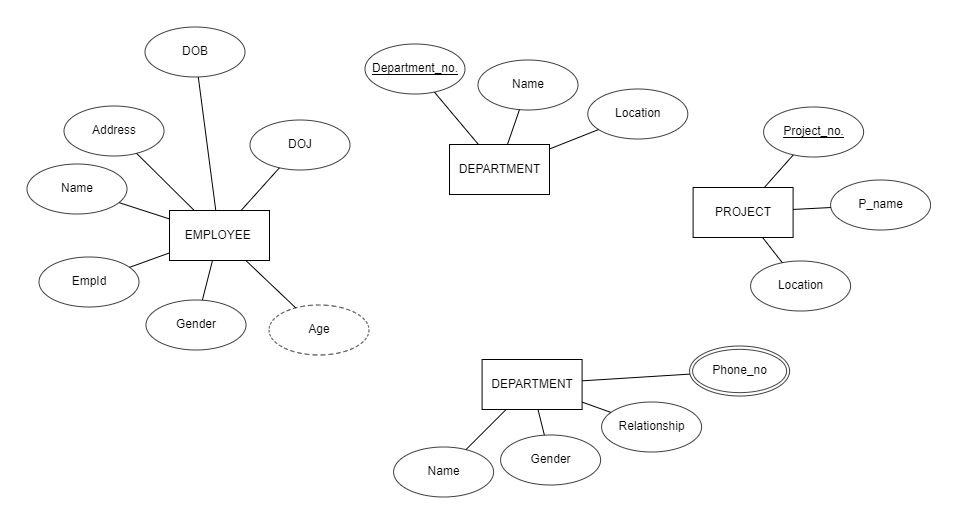 DOB
Department_no.
Name
Location
Address
DOJ
Project_no.
DEPARTMENT
Name
P_name
PROJECT
EMPLOYEE
EmpId
Location
Gender
Age
Phone_no
DEPARTMENT
Relationship
Gender
Name